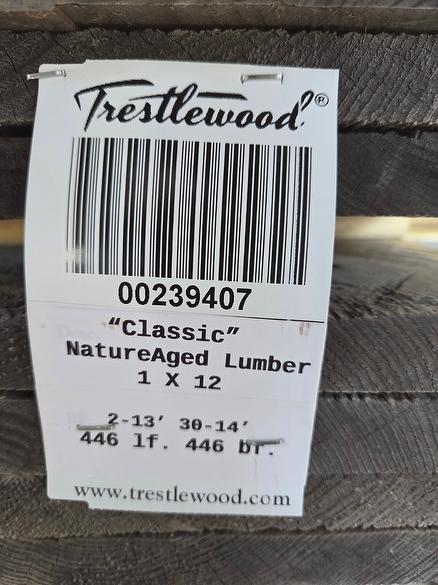 Trestlewood®
00239407
“Classic”
NatureAged Lumber
1 X 12
2-13' 30-14'
446 lf. 446 bf.
www.trestlewood.com